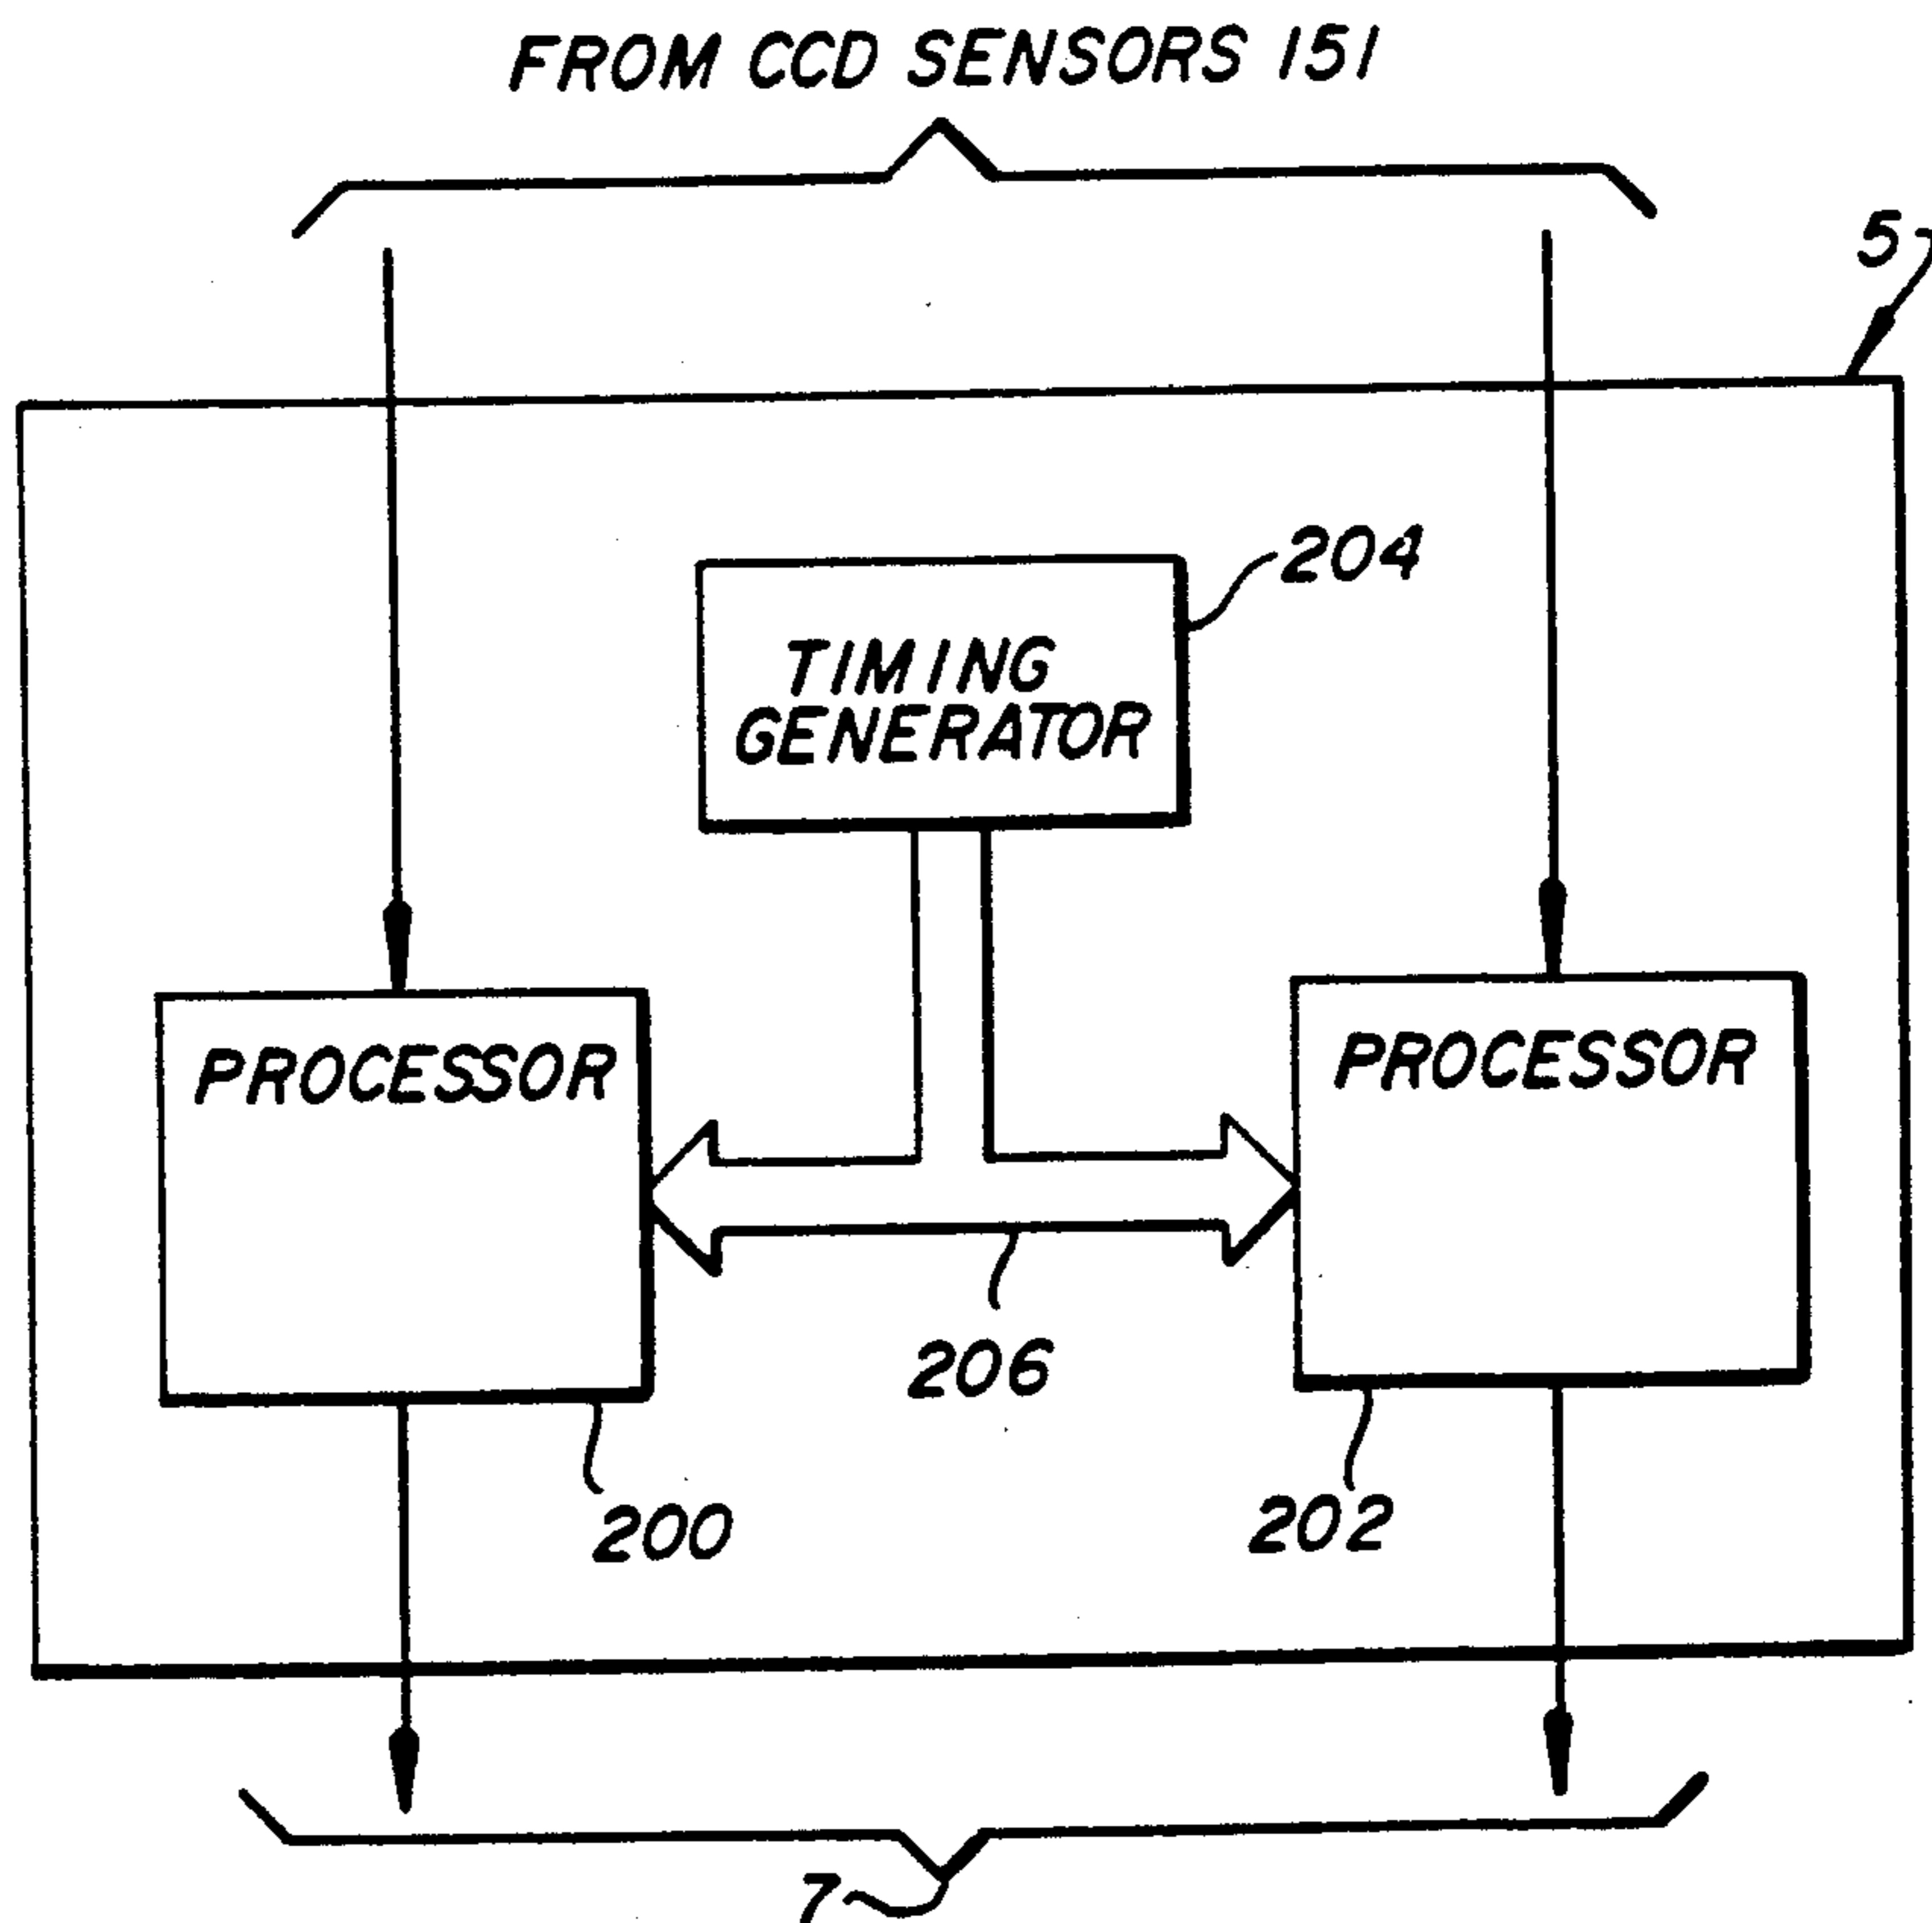 FROM CCD SENSORS 151
5
204
TIMING
GENERATOR
PROCESSOR
PROCESSOR
206
200
202
7